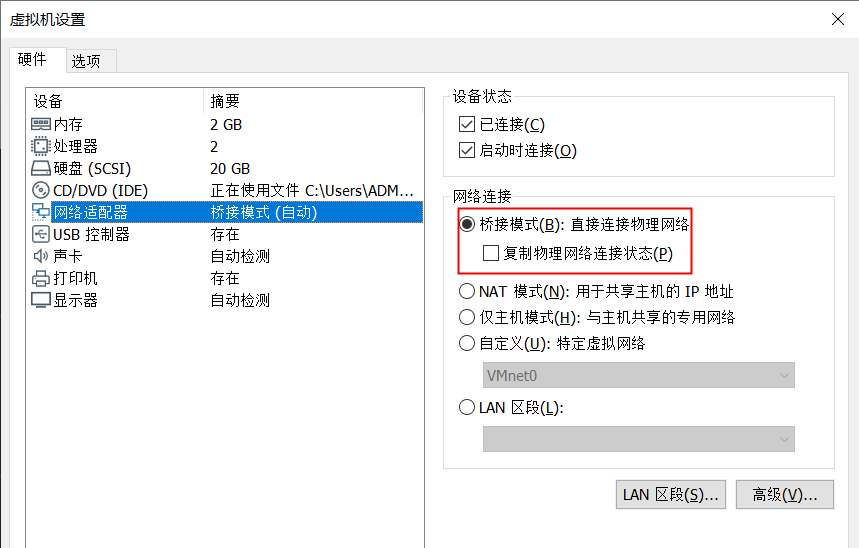 虚拟机设置
硬件 选项
设备 摘要
内存 2 GB
处理器 2
硬盘 (SCSI) 20 GB
CD/DVD (IDE) 正在使用文件 C:\Users\ADM...
网络适配器 桥接模式 (自动)
USB 控制器 存在
声卡 自动检测
打印机 存在
显示器 自动检测
设备状态
已连接(C)
启动时连接(O)
网络连接
桥接模式(B): 直接连接物理网络
复制物理网络连接状态(P)
NAT 模式(N): 用于共享主机的 IP 地址
仅主机模式(H): 与主机共享的专用网络
自定义(U): 特定虚拟网络
VMnet0
LAN 区段(L):
LAN 区段(S)... 高级(V)...